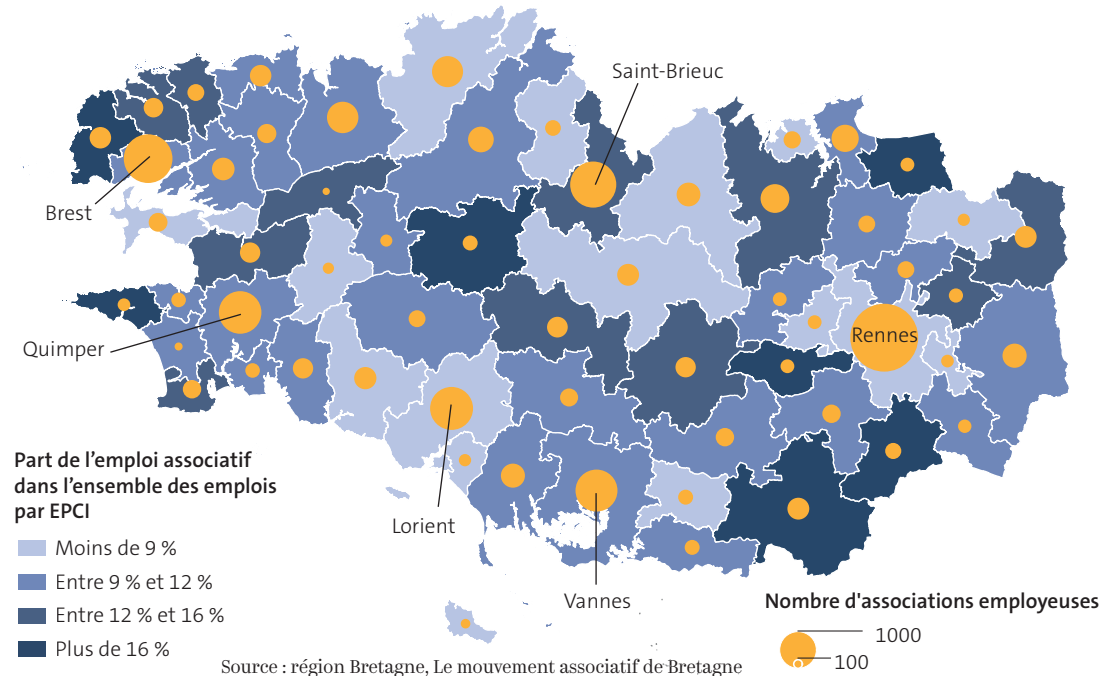 Saint-Brieuc
Brest
Quimper
Rennes
Lorient
Vannes
Part de l’emploi associatif
dans l’ensemble des emplois
par EPCI
Moins de 9 %
Entre 9 % et 12 %
Entre 12 % et 16 %
Plus de 16 %
Nombre d'associations employeuses
1000
100
Source : région Bretagne, Le mouvement associatif de Bretagne